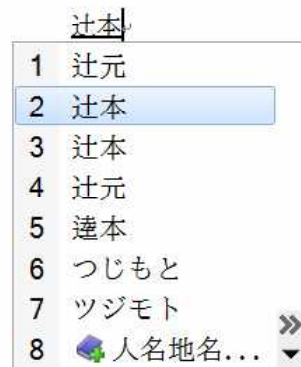 辻本
1 辻元
2 辻本
3 辻本
4 辻元
5 逹本
6 つじもと
7 ツジモト
8 人名地名...